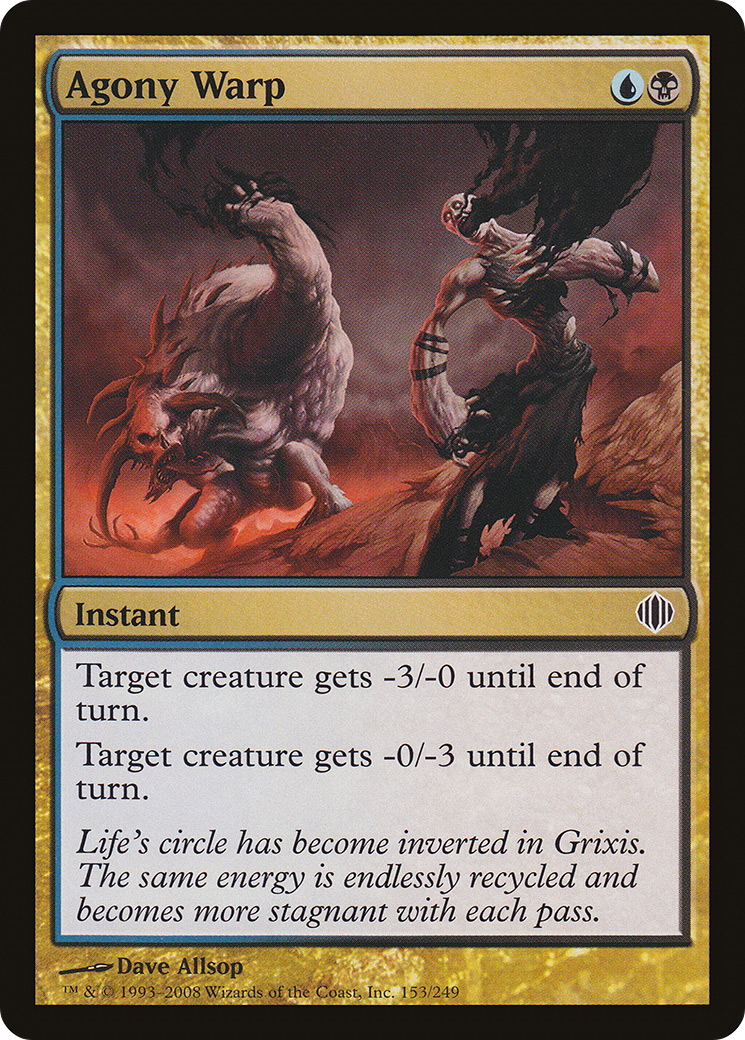 Agony Warp
Instant
Target creature gets -3/-0 until end of
turn.
Target creature gets -0/-3 until end of
turn.
Life's circle has become inverted in Grixis.
The same energy is endlessly recycled and
becomes more stagnant with each pass.
Dave Allsop
™ & © 1993–2008 Wizards of the Coast, Inc. 153/249